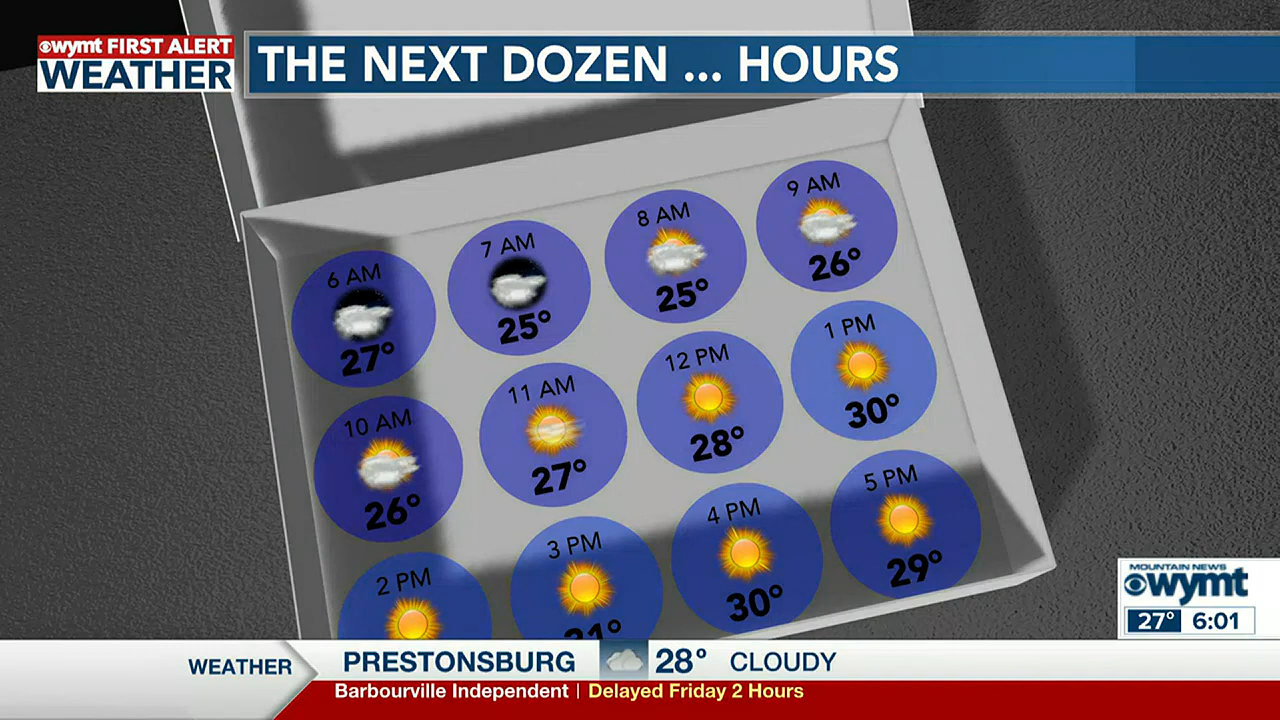 wymt FIRST ALERT
WEATHER
THE NEXT DOZEN ... HOURS
6 AM
27°
7 AM
25°
8 AM
25°
9 AM
26°
10 AM
26°
11 AM
27°
12 PM
28°
1 PM
30°
2 PM
3 PM
31°
4 PM
30°
5 PM
29°
MOUNTAIN NEWS
wymt
27° 6:01
WEATHER
PRESTONSBURG 28° CLOUDY
Barbourville Independent | Delayed Friday 2 Hours